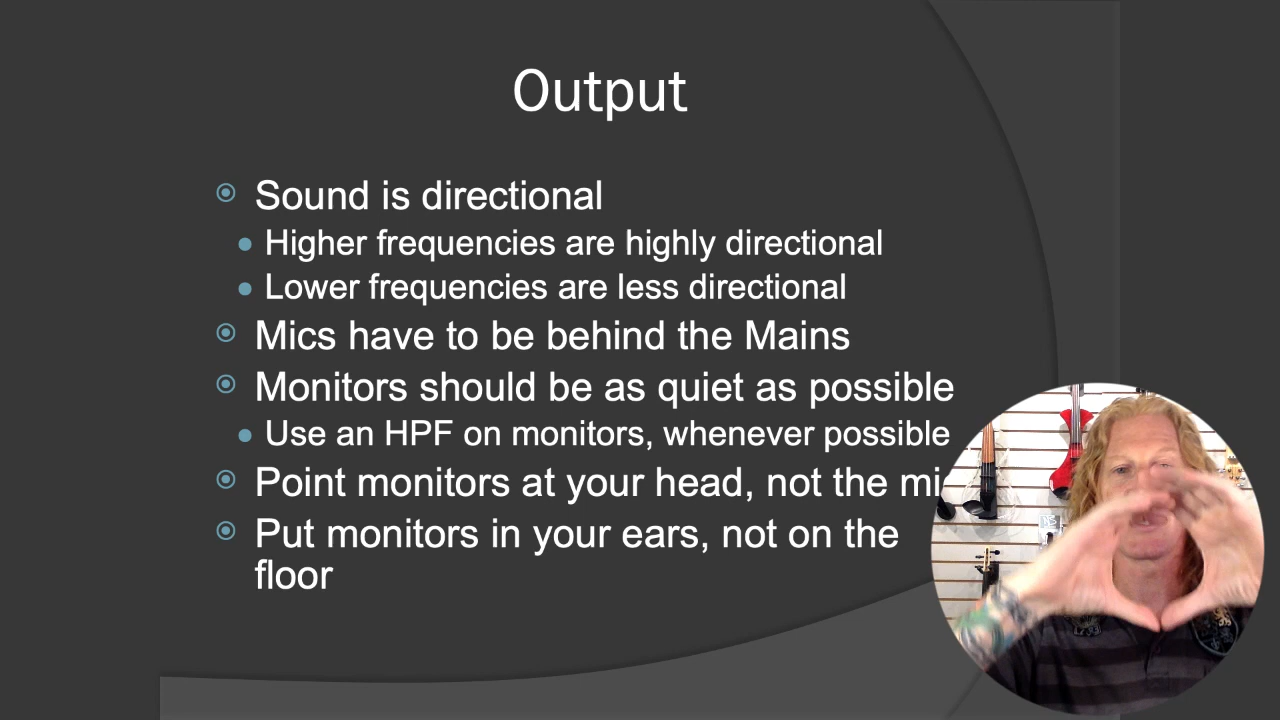 Output
Sound is directional
Higher frequencies are highly directional
Lower frequencies are less directional
Mics have to be behind the Mains
Monitors should be as quiet as possible
Use an HPF on monitors, whenever possible
Point monitors at your head, not the
Put monitors in your ears, not on the
floor